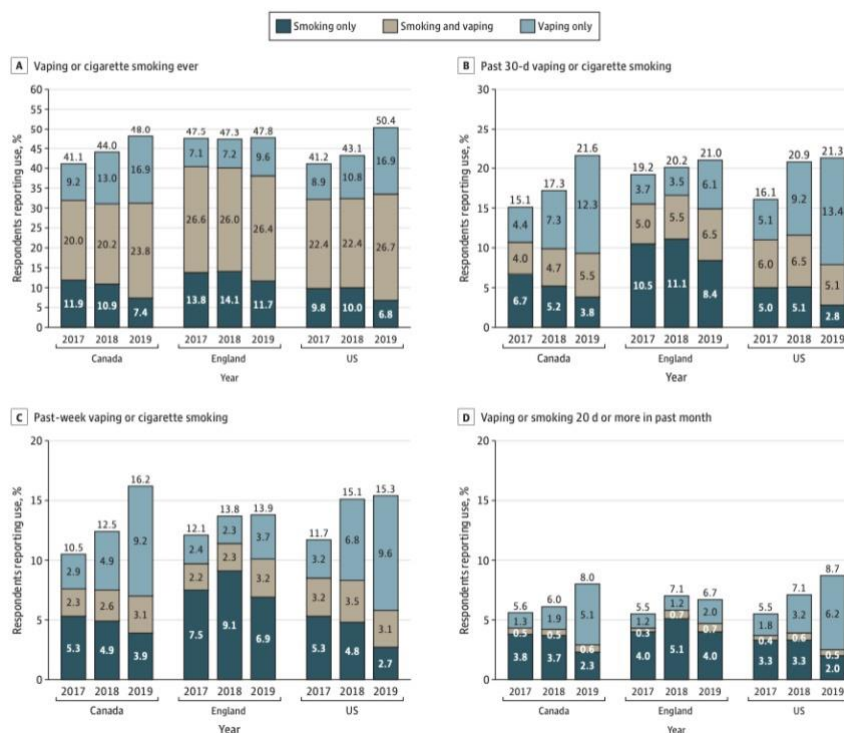 Smoking only Smoking and vaping Vaping only
A Vaping or cigarette smoking ever
60
55
50
45
40
35
30
25
20
15
10
5
0
Respondents reporting use, %
41.1 44.0 48.0 47.5 47.3 47.8 41.2 43.1 50.4
9.2 13.0 16.9 7.1 7.2 9.6 8.9 10.8 16.9
20.0 20.2 23.8 26.6 26.0 26.4 22.4 22.4 26.7
11.9 10.9 7.4 13.8 14.1 11.7 9.8 10.0 6.8
2017 2018 2019 2017 2018 2019 2017 2018 2019
Canada England US
Year
B Past 30-d vaping or cigarette smoking
30
25
20
15
10
5
0
Respondents reporting use, %
15.1 17.3 21.6 19.2 20.2 21.0 16.1 20.9 21.3
4.4 7.3 12.3 3.7 3.5 6.1 5.1 9.2 13.4
4.0 4.7 5.5 5.0 5.5 6.5 6.0 6.5 5.1
6.7 5.2 3.8 10.5 11.1 8.4 5.0 5.1 2.8
2017 2018 2019 2017 2018 2019 2017 2018 2019
Canada England US
Year
C Past-week vaping or cigarette smoking
20
15
10
5
0
Respondents reporting use, %
10.5 12.5 16.2 12.1 13.8 13.9 11.7 15.1 15.3
2.9 4.9 9.2 2.4 2.3 3.7 3.2 6.8 9.6
2.3 2.6 3.1 2.2 2.3 3.2 3.2 3.5 3.1
5.3 4.9 3.9 7.5 9.1 6.9 5.3 4.8 2.7
2017 2018 2019 2017 2018 2019 2017 2018 2019
Canada England US
Year
D Vaping or smoking 20 d or more in past month
20
15
10
5
0
Respondents reporting use, %
5.6 6.0 8.0 5.5 7.1 6.7 5.5 7.1 8.7
1.3 1.9 5.1 1.2 1.2 2.0 1.8 3.2 6.2
0.5 0.5 0.6 0.3 0.7 0.7 0.4 0.6 0.5
3.8 3.7 2.3 4.0 5.1 4.0 3.3 3.3 2.0
2017 2018 2019 2017 2018 2019 2017 2018 2019
Canada England US
Year